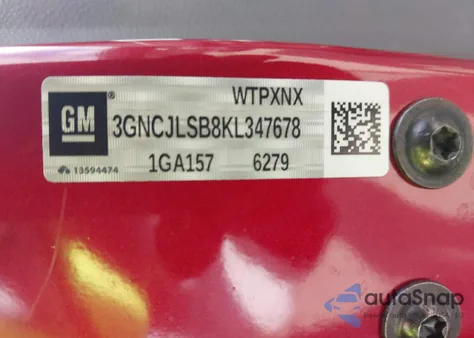 WTPXNX
GM®
3GNCJLSB8KL347678
1GA157 6279
13594474
autoSnap